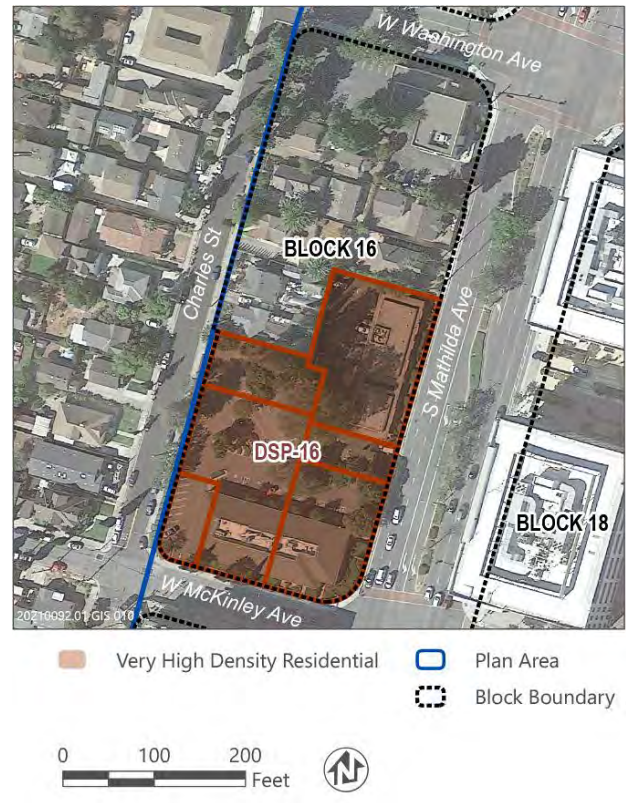 W Washington Ave
BLOCK 16
Charles St
S Mathilda Ave
DSP-16
BLOCK 18
W McKinley Ave
20210092.01 GIS 010
Very High Density Residential
Plan Area
Block Boundary
0 100 200
Feet
N